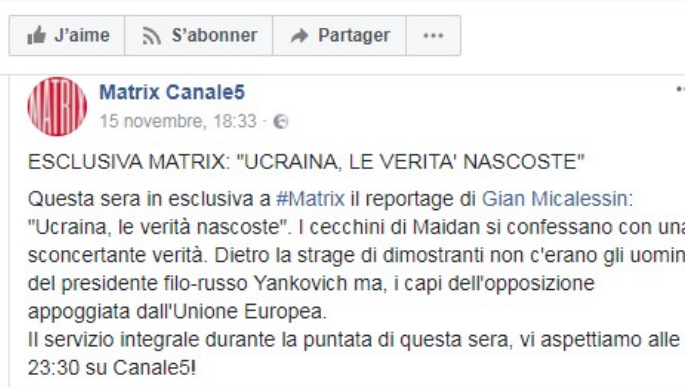 J'aime S'abonner Partager
MATRIX
Matrix Canale5
15 novembre, 18:33 ·
ESCLUSIVA MATRIX: "UCRAINA, LE VERITA' NASCOSTE"
Questa sera in esclusiva a #Matrix il reportage di Gian Micalessin:
"Ucraina, le verità nascoste". I cecchini di Maidan si confessano con una
sconcertante verità. Dietro la strage di dimostranti non c'erano gli uomin
del presidente filo-russo Yankovich ma, i capi dell'opposizione
appoggiata dall'Unione Europea.
Il servizio integrale durante la puntata di questa sera, vi aspettiamo alle
23:30 su Canale5!